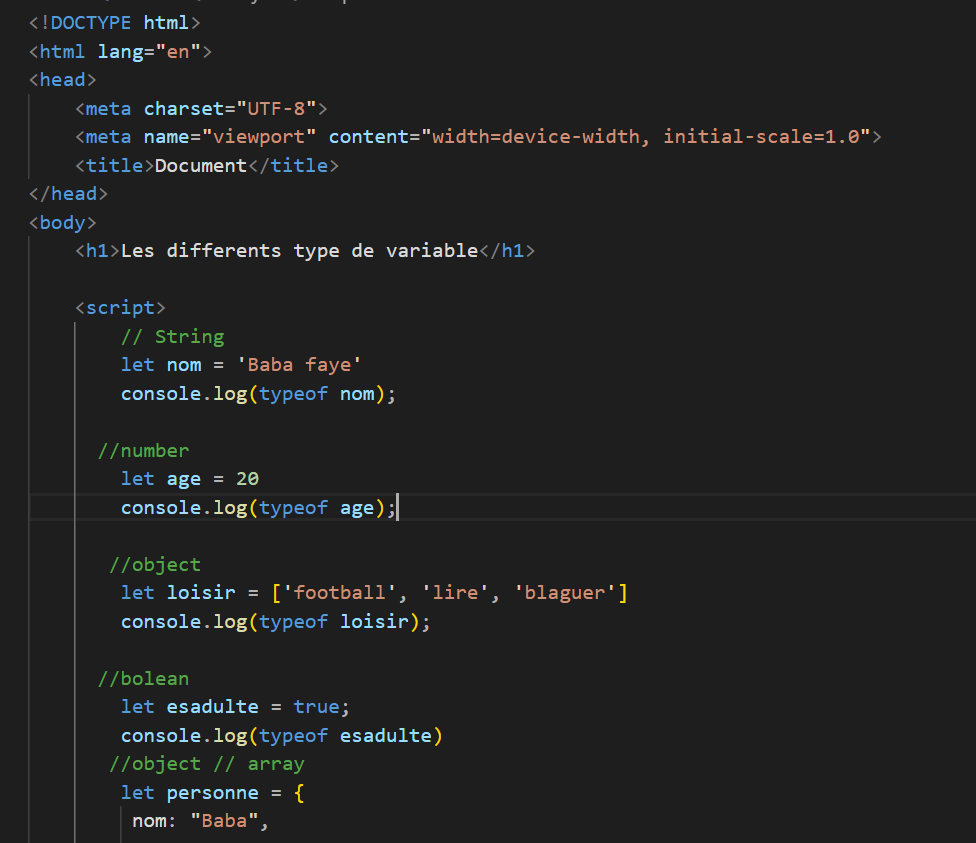 <!DOCTYPE html>
<html lang="en">
<head>
    <meta charset="UTF-8">
    <meta name="viewport" content="width=device-width, initial-scale=1.0">
    <title>Document</title>
</head>
<body>
    <h1>Les differents type de variable</h1>

    <script>
        // String
        let nom = 'Baba faye'
        console.log(typeof nom);

      //number
        let age = 20
        console.log(typeof age);

       //object
        let loisir = ['football', 'lire', 'blaguer']
        console.log(typeof loisir);

      //bolean
        let esadulte = true;
        console.log(typeof esadulte)
       //object // array
        let personne = {
         nom: "Baba",